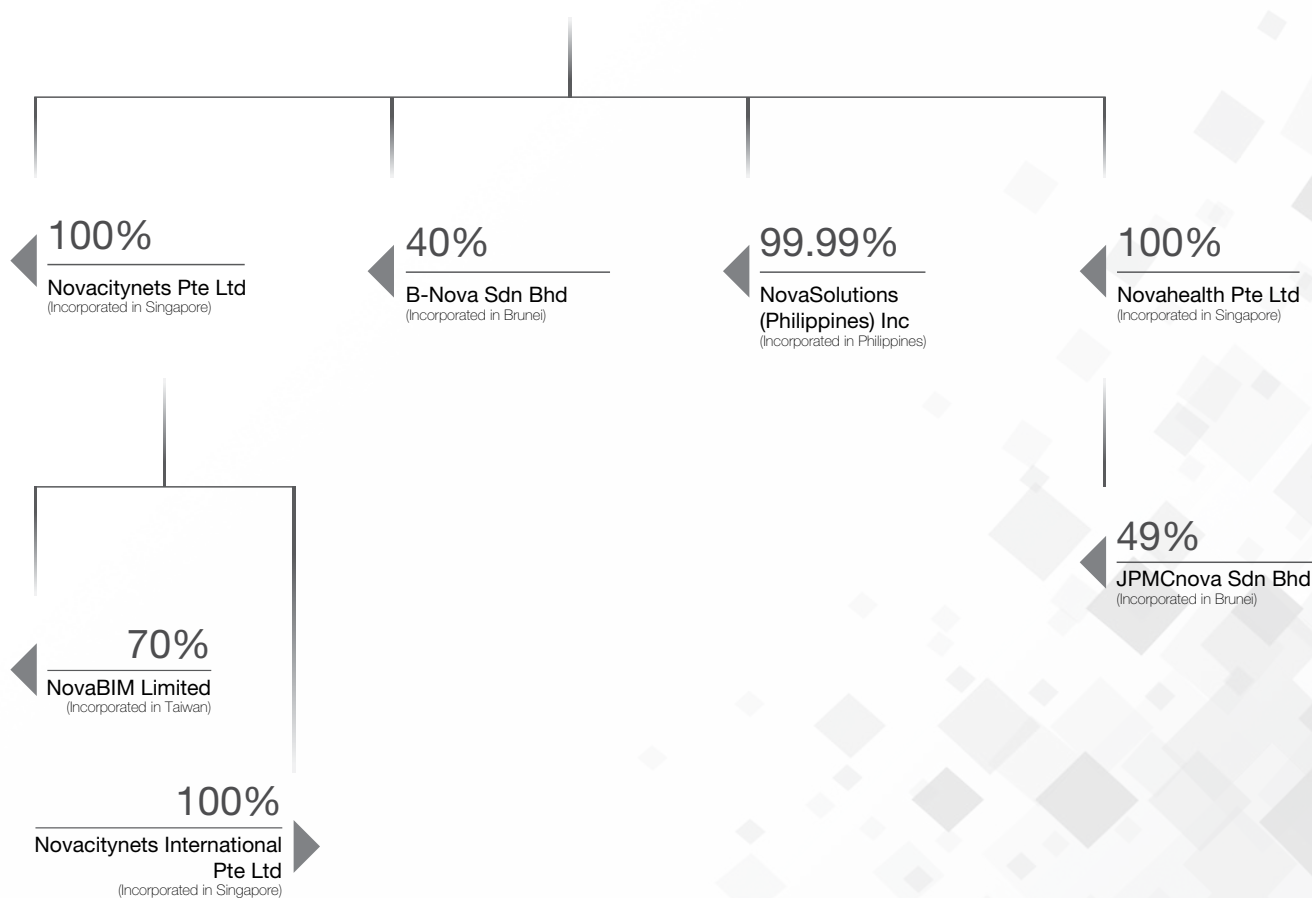 100%
Novacitynets Pte Ltd
(Incorporated in Singapore)
40%
B-Nova Sdn Bhd
(Incorporated in Brunei)
99.99%
NovaSolutions
(Philippines) Inc
(Incorporated in Philippines)
100%
Novahealth Pte Ltd
(Incorporated in Singapore)
49%
JPMCnova Sdn Bhd
(Incorporated in Brunei)
70%
NovaBIM Limited
(Incorporated in Taiwan)
100%
Novacitynets International
Pte Ltd
(Incorporated in Singapore)